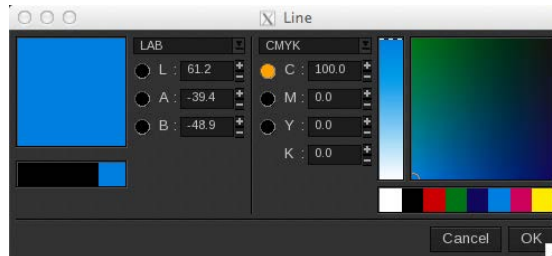 X Line
LAB CMYK
L : 61.2 C : 100.0
A : -39.4 M : 0.0
B : -48.9 Y : 0.0
K : 0.0
Cancel OK